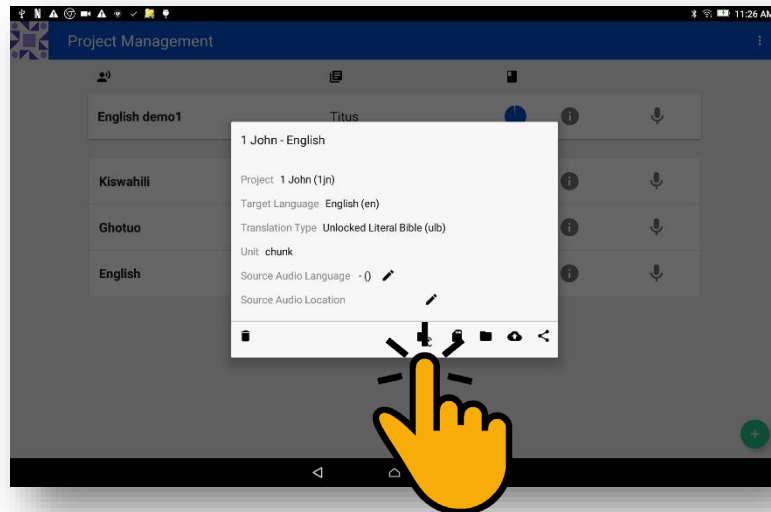 11:26 AM
Project Management
English demo1 Titus
1 John - English
Project 1 John (1jn)
Target Language English (en)
Translation Type Unlocked Literal Bible (ulb)
Unit chunk
Source Audio Language - ()
Source Audio Location
Kiswahili
Ghotuo
English